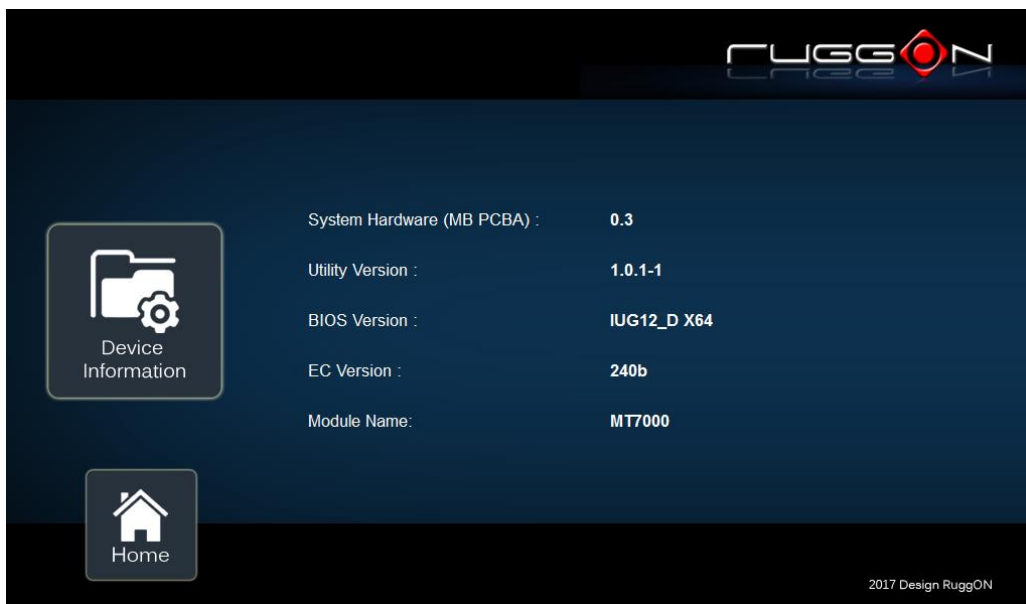 RUGGON
System Hardware (MB PCBA) : 0.3
Utility Version : 1.0.1-1
BIOS Version : IUG12_D X64
EC Version : 240b
Module Name: MT7000
Device
Information
Home
2017 Design RuggON